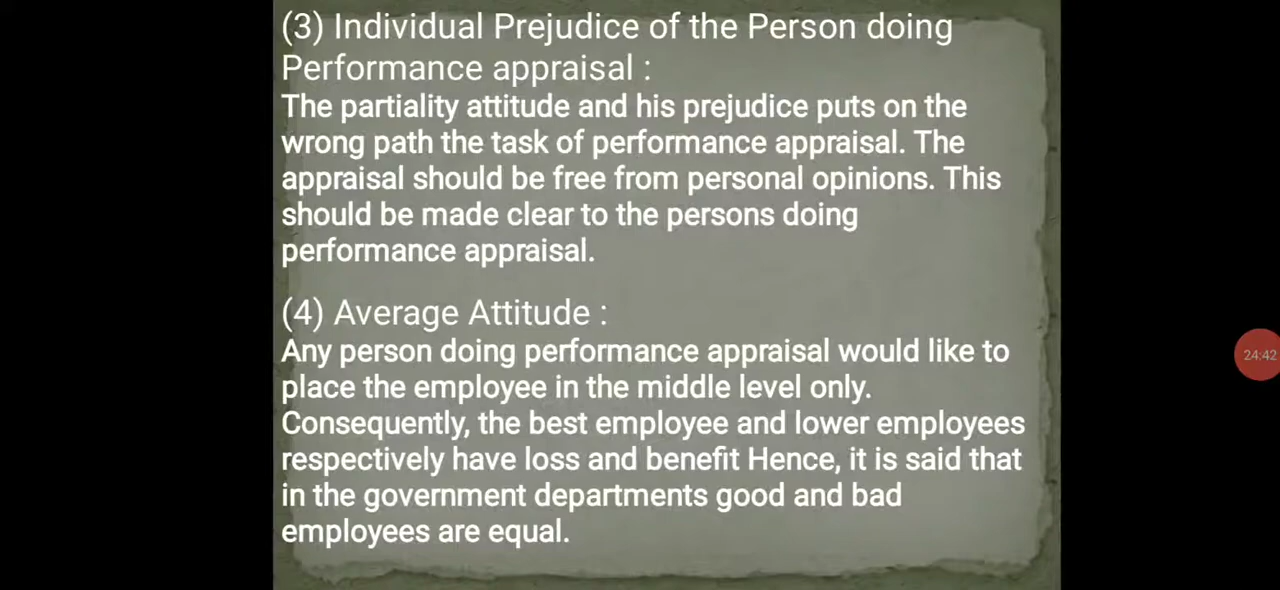 (3) Individual Prejudice of the Person doing
Performance appraisal :
The partiality attitude and his prejudice puts on the
wrong path the task of performance appraisal. The
appraisal should be free from personal opinions. This
should be made clear to the persons doing
performance appraisal.
(4) Average Attitude :
Any person doing performance appraisal would like to
place the employee in the middle level only.
Consequently, the best employee and lower employees
respectively have loss and benefit Hence, it is said that
in the government departments good and bad
employees are equal.
24:42